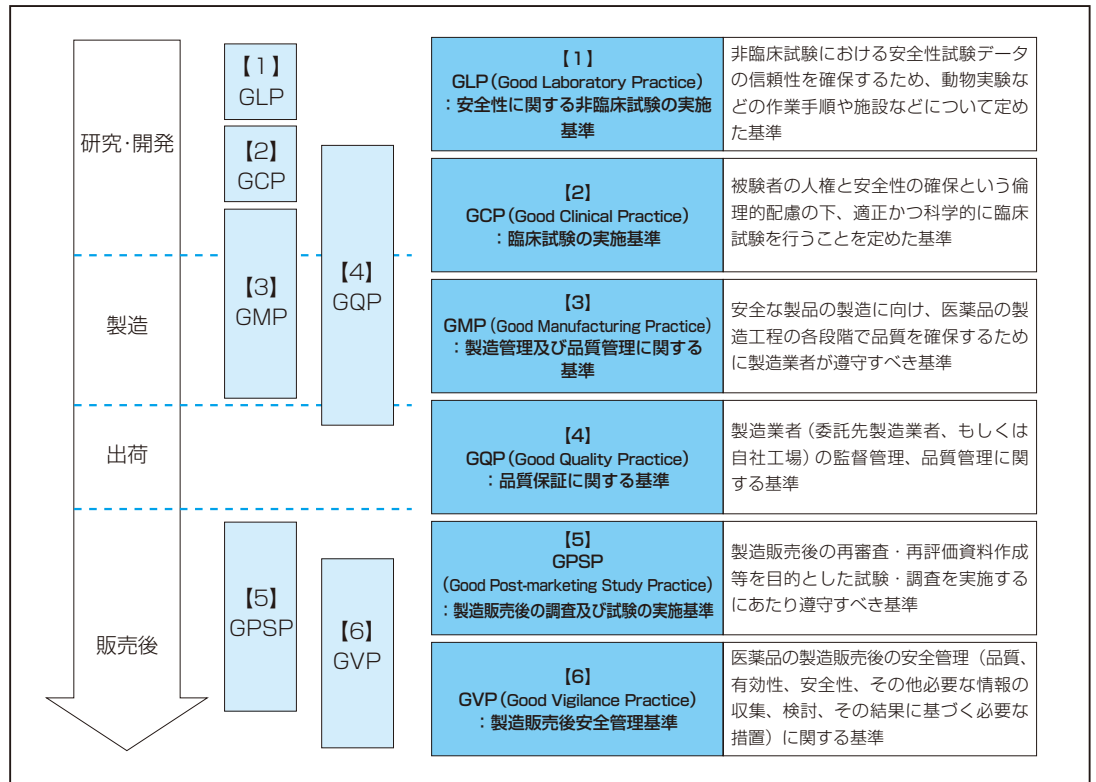 研究・開発
製造
出荷
販売後
【1】
GLP
【2】
GCP
【3】
GMP
【4】
GQP
【5】
GPSP
【6】
GVP
【1】
GLP(Good Laboratory Practice)
：安全性に関する非臨床試験の実施
基準
非臨床試験における安全性試験データ
の信頼性を確保するため、動物実験な
どの作業手順や施設などについて定め
た基準
【2】
GCP(Good Clinical Practice)
：臨床試験の実施基準
被験者の人権と安全性の確保という倫
理的配慮の下、適正かつ科学的に臨床
試験を行うことを定めた基準
【3】
GMP(Good Manufacturing Practice)
：製造管理及び品質管理に関する
基準
安全な製品の製造に向け、医薬品の製
造工程の各段階で品質を確保するため
に製造業者が遵守すべき基準
【4】
GQP(Good Quality Practice)
：品質保証に関する基準
製造業者（委託先製造業者、もしくは
自社工場）の監督管理、品質管理に関
する基準
【5】
GPSP
(Good Post-marketing Study Practice)
：製造販売後の調査及び試験の実施基準
製造販売後の再審査・再評価資料作成
等を目的とした試験・調査を実施する
にあたり遵守すべき基準
【6】
GVP(Good Vigilance Practice)
：製造販売後安全管理基準
医薬品の製造販売後の安全管理（品質、
有効性、安全性、その他必要な情報の
収集、検討、その結果に基づく必要な
措置）に関する基準